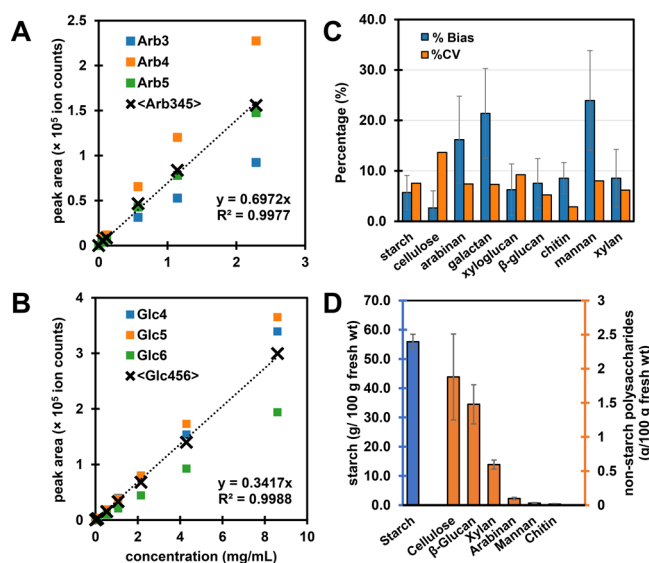 A
peak area (× 10⁵ ion counts)
2.5
2
1.5
1
0.5
0
Arb3
Arb4
Arb5
<Arb345>
y = 0.6972x
R² = 0.9977
0 1 2 3
B
peak area (× 10⁵ ion counts)
4
3
2
1
0
Glc4
Glc5
Glc6
<Glc456>
y = 0.3417x
R² = 0.9988
0 2 4 6 8 10
concentration (mg/mL)
C
Percentage (%)
40.0
30.0
20.0
10.0
0.0
% Bias
%CV
starch
cellulose
arabinan
galactan
xyloglucan
β-glucan
chitin
mannan
xylan
D
starch (g/ 100 g fresh wt)
70.0
60.0
50.0
40.0
30.0
20.0
10.0
0.0
3
2.5
2
1.5
1
0.5
0
non-starch polysaccharides
(g/100 g fresh wt)
Starch
Cellulose
β-Glucan
Xylan
Arabinan
Mannan
Chitin